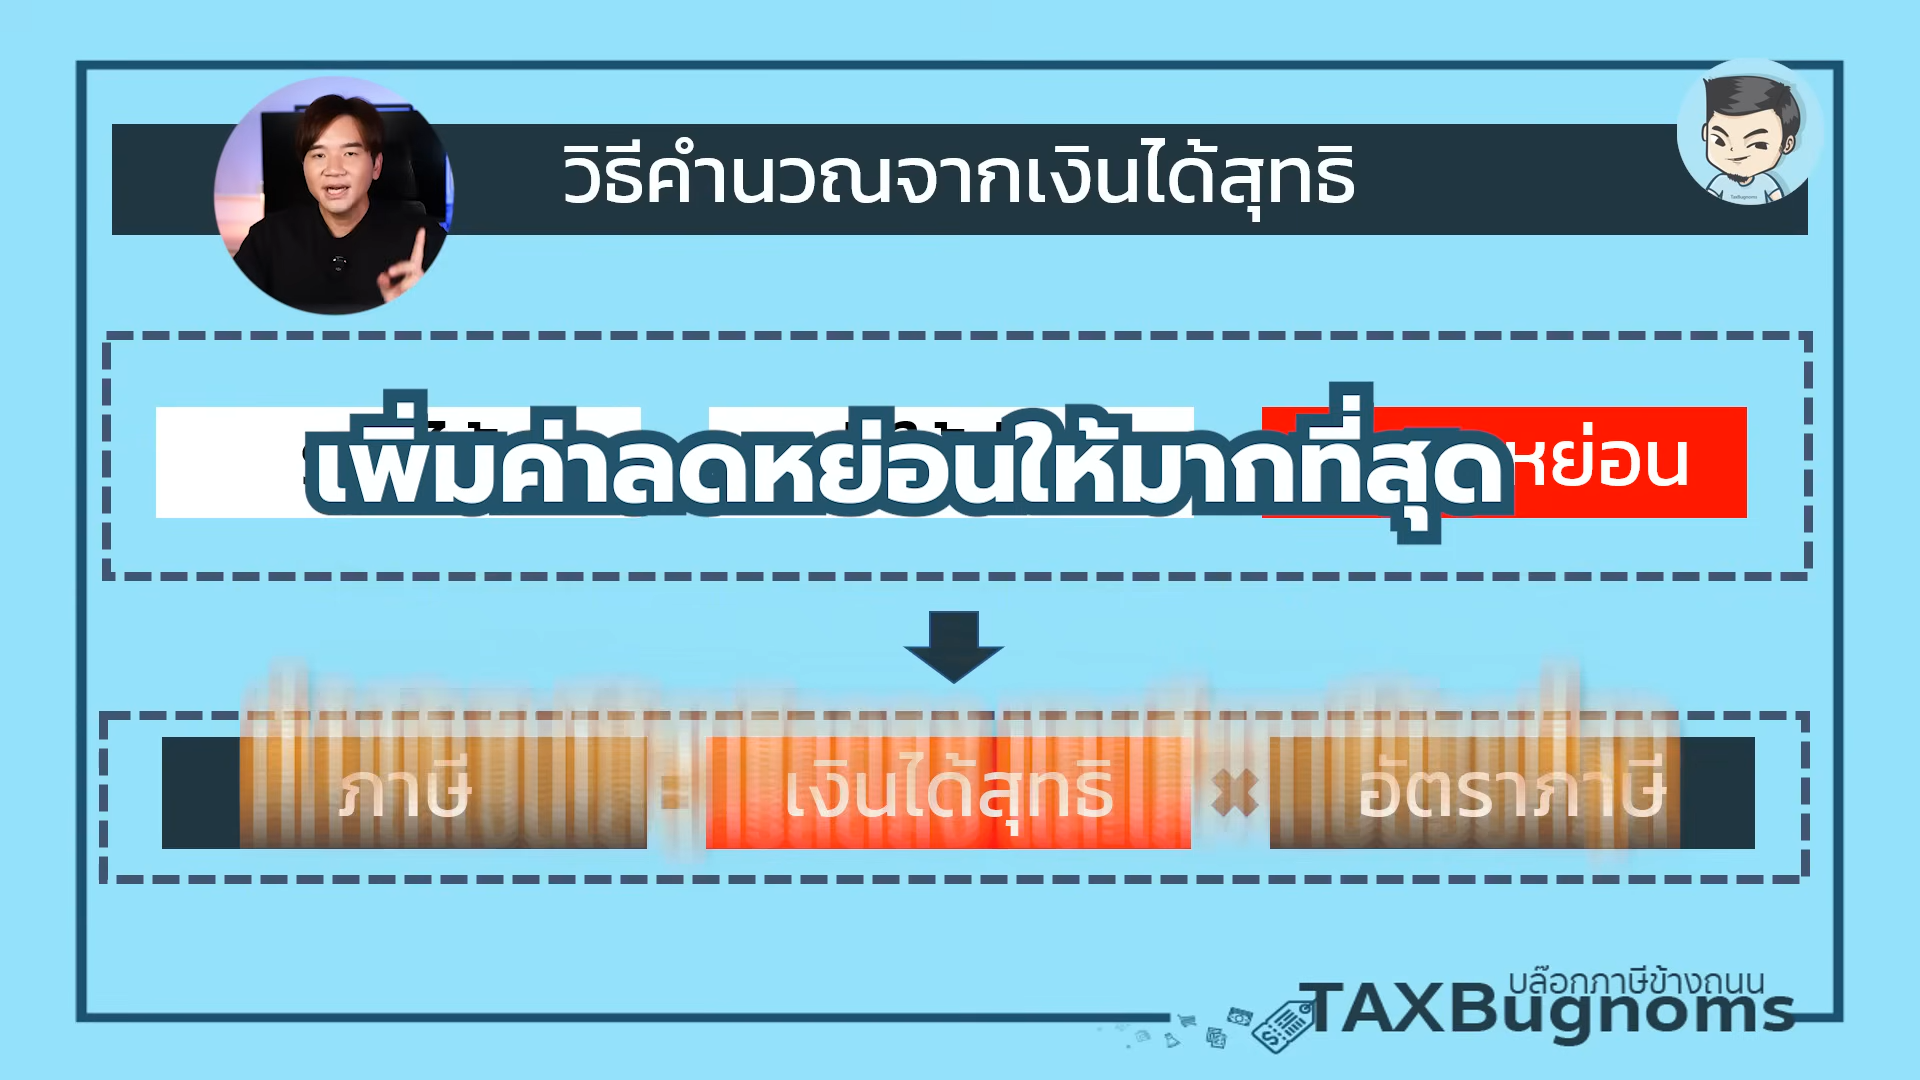 วิธีคำนวณจากเงินได้สุทธิ
เพิ่มค่าลดหย่อนให้มากที่สุด
หย่อน
ภาษี = เงินได้สุทธิ × อัตราภาษี
บล๊อกภาษีข้างถนน
TAXBugnoms